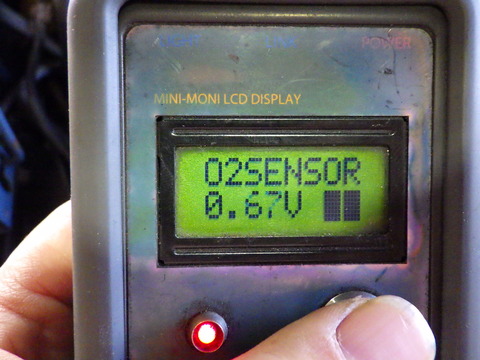 POWER
MINI-MONI LCD DISPLAY
O2SENSOR
0.67V